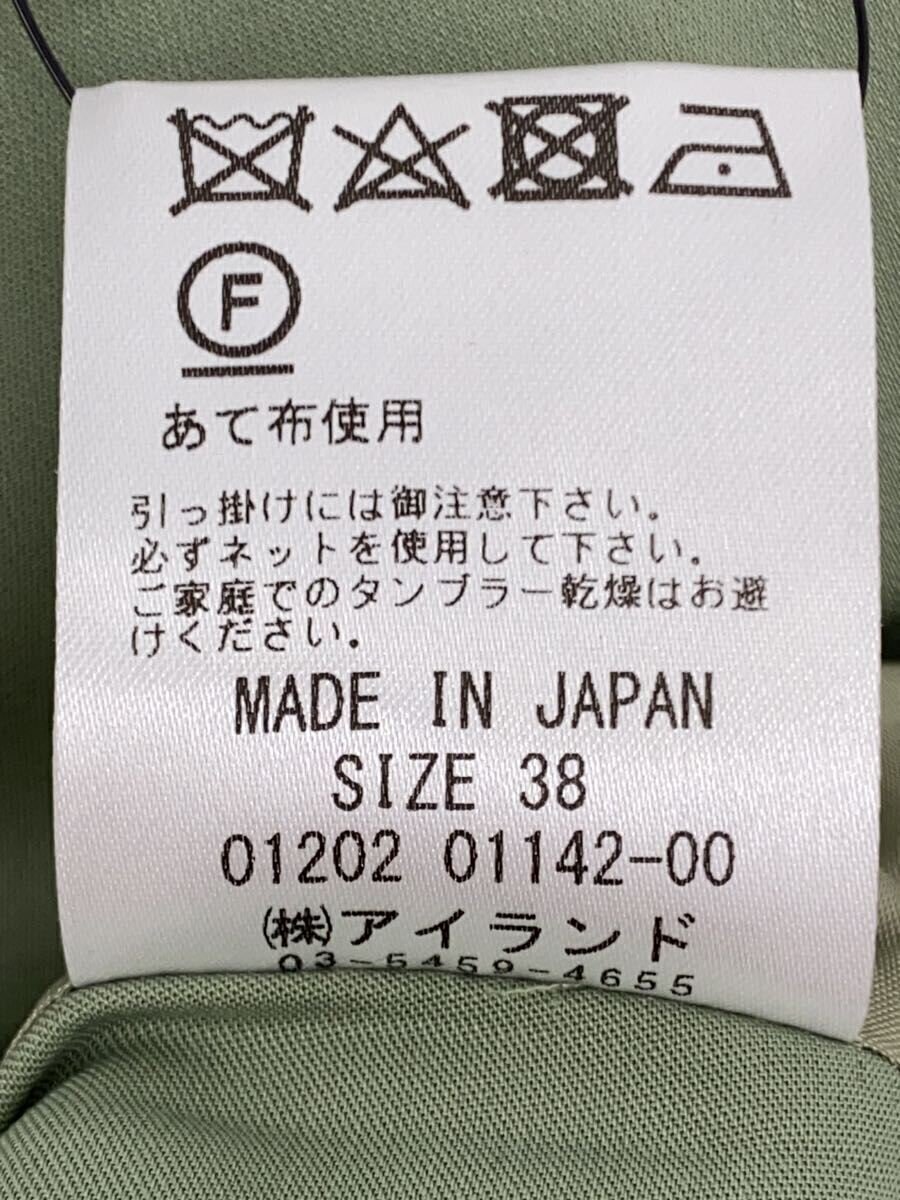 F
あて布使用
引っ掛けには御注意下さい。
必ずネットを使用して下さい。
ご家庭でのタンブラー乾燥はお避
けください。
MADE IN JAPAN
SIZE 38
01202 01142-00
㈱アイランド
03-5459-4655